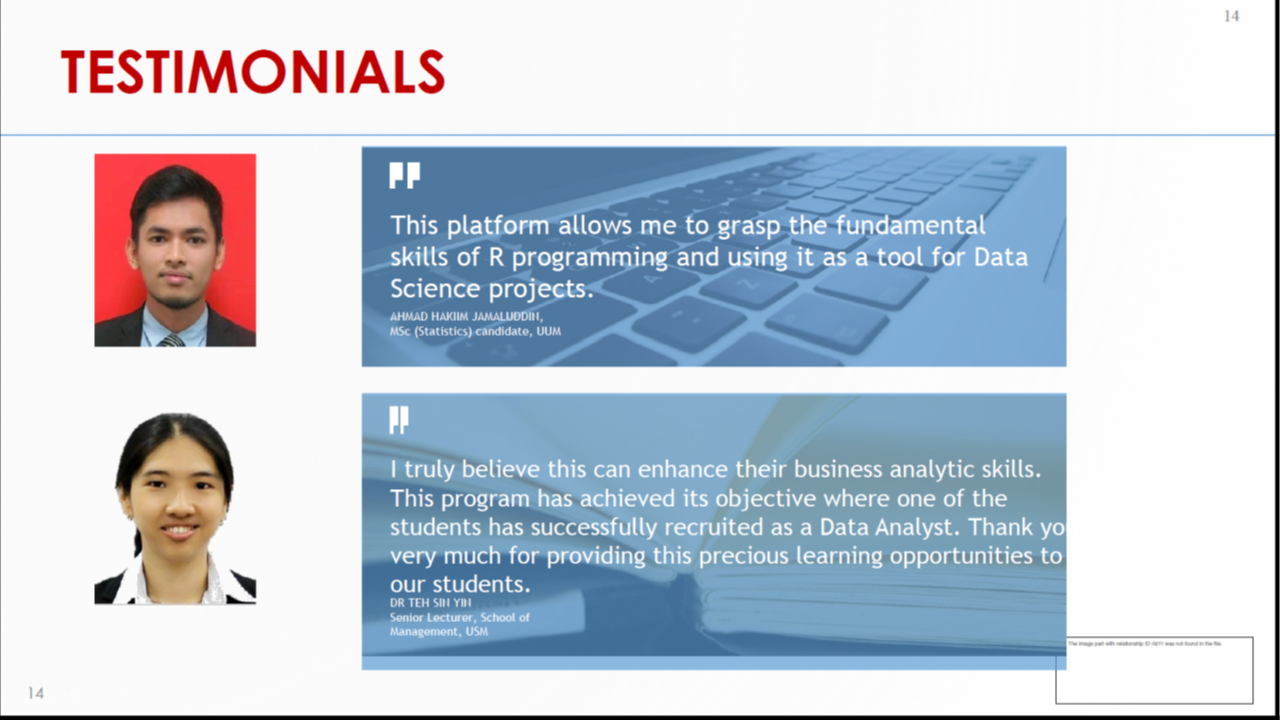 14
TESTIMONIALS
This platform allows me to grasp the fundamental
skills of R programming and using it as a tool for Data
Science projects.
AHMAD HAKIIM JAMALUDDIN,
MSc (Statistics) candidate, UUM
I truly believe this can enhance their business analytic skills.
This program has achieved its objective where one of the
students has successfully recruited as a Data Analyst. Thank yo
very much for providing this precious learning opportunities to
our students.
DR TEH SIN YIN
Senior Lecturer, School of
Management, USM
The image part with relationship ID was not found in the file.
14